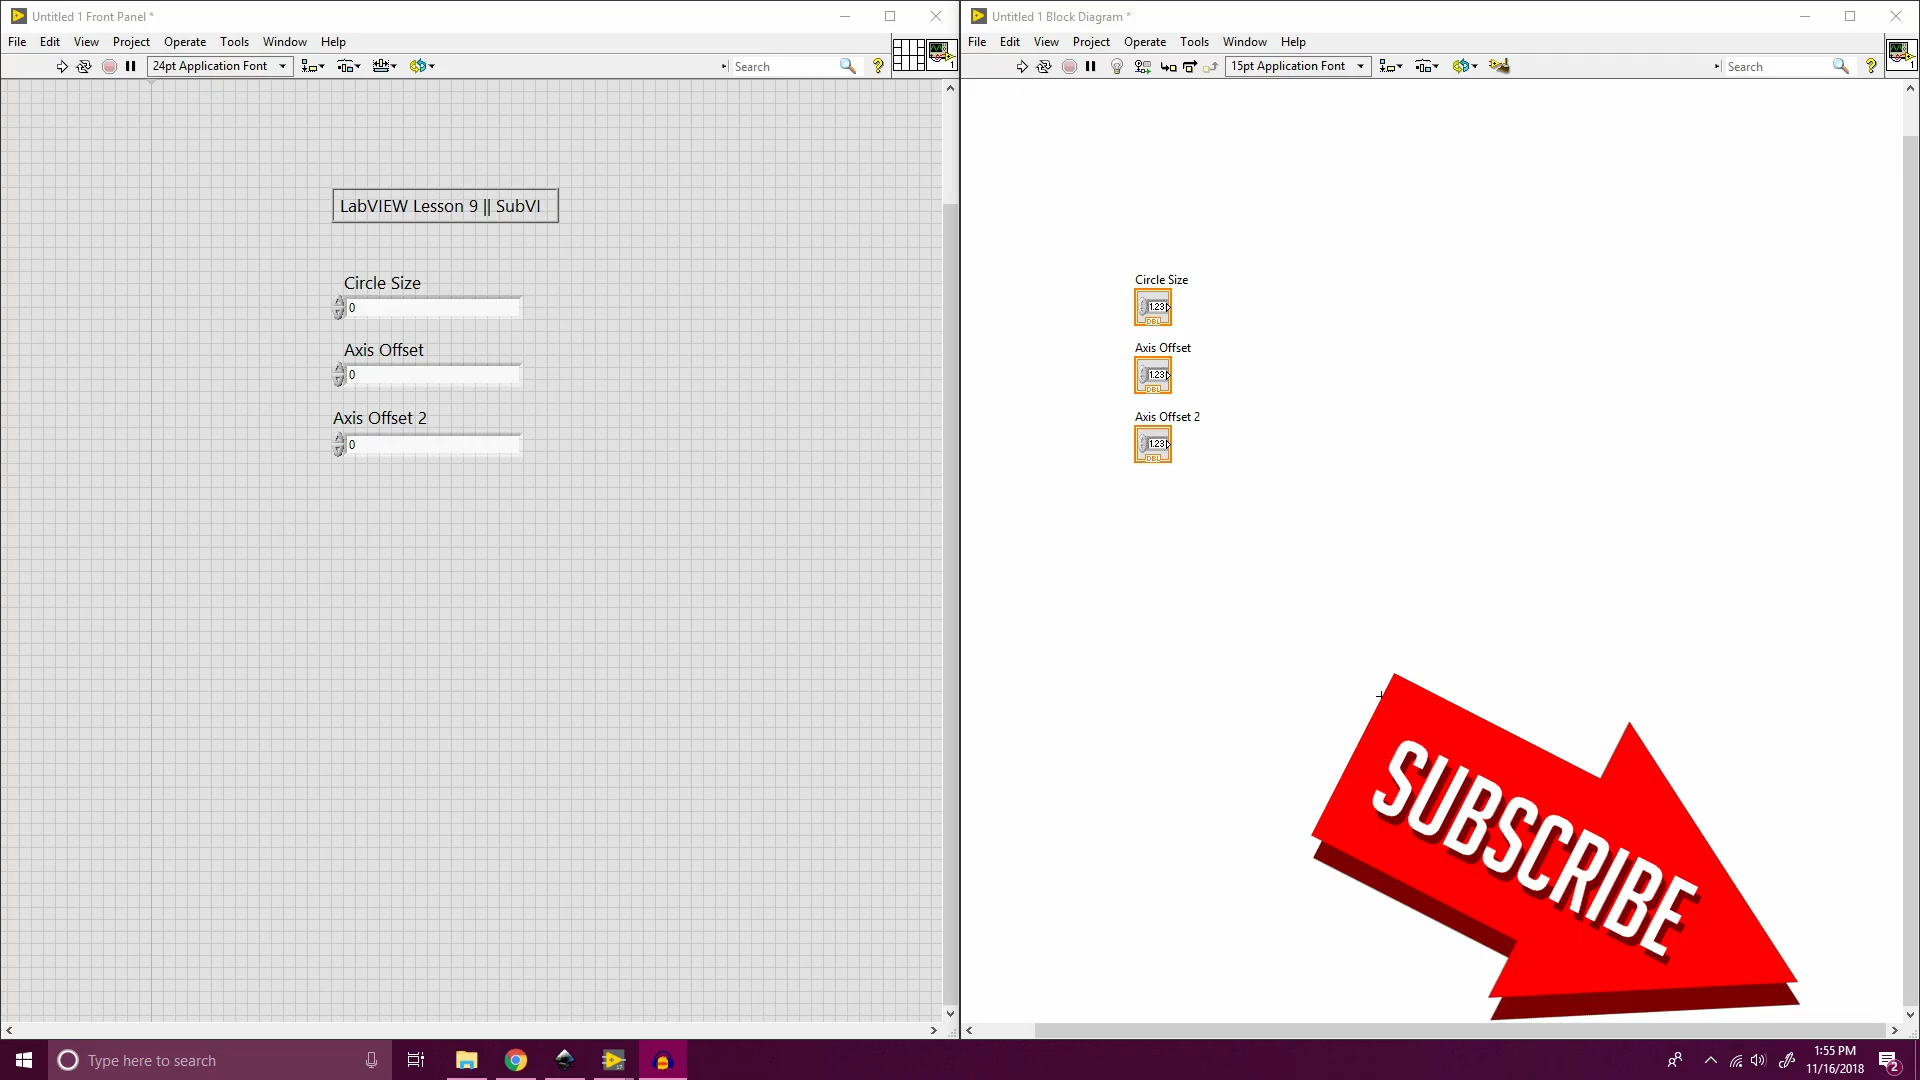 Untitled 1 Front Panel *
File Edit View Project Operate Tools Window Help
24pt Application Font
Search
?
1
LabVIEW Lesson 9 || SubVI
Circle Size
0
Axis Offset
0
Axis Offset 2
0
Untitled 1 Block Diagram *
File Edit View Project Operate Tools Window Help
15pt Application Font
Search
?
1
Circle Size
1.23
DBL
Axis Offset
1.23
DBL
Axis Offset 2
1.23
DBL
SUBSCRIBE
Type here to search
1:55 PM
11/16/2018
2